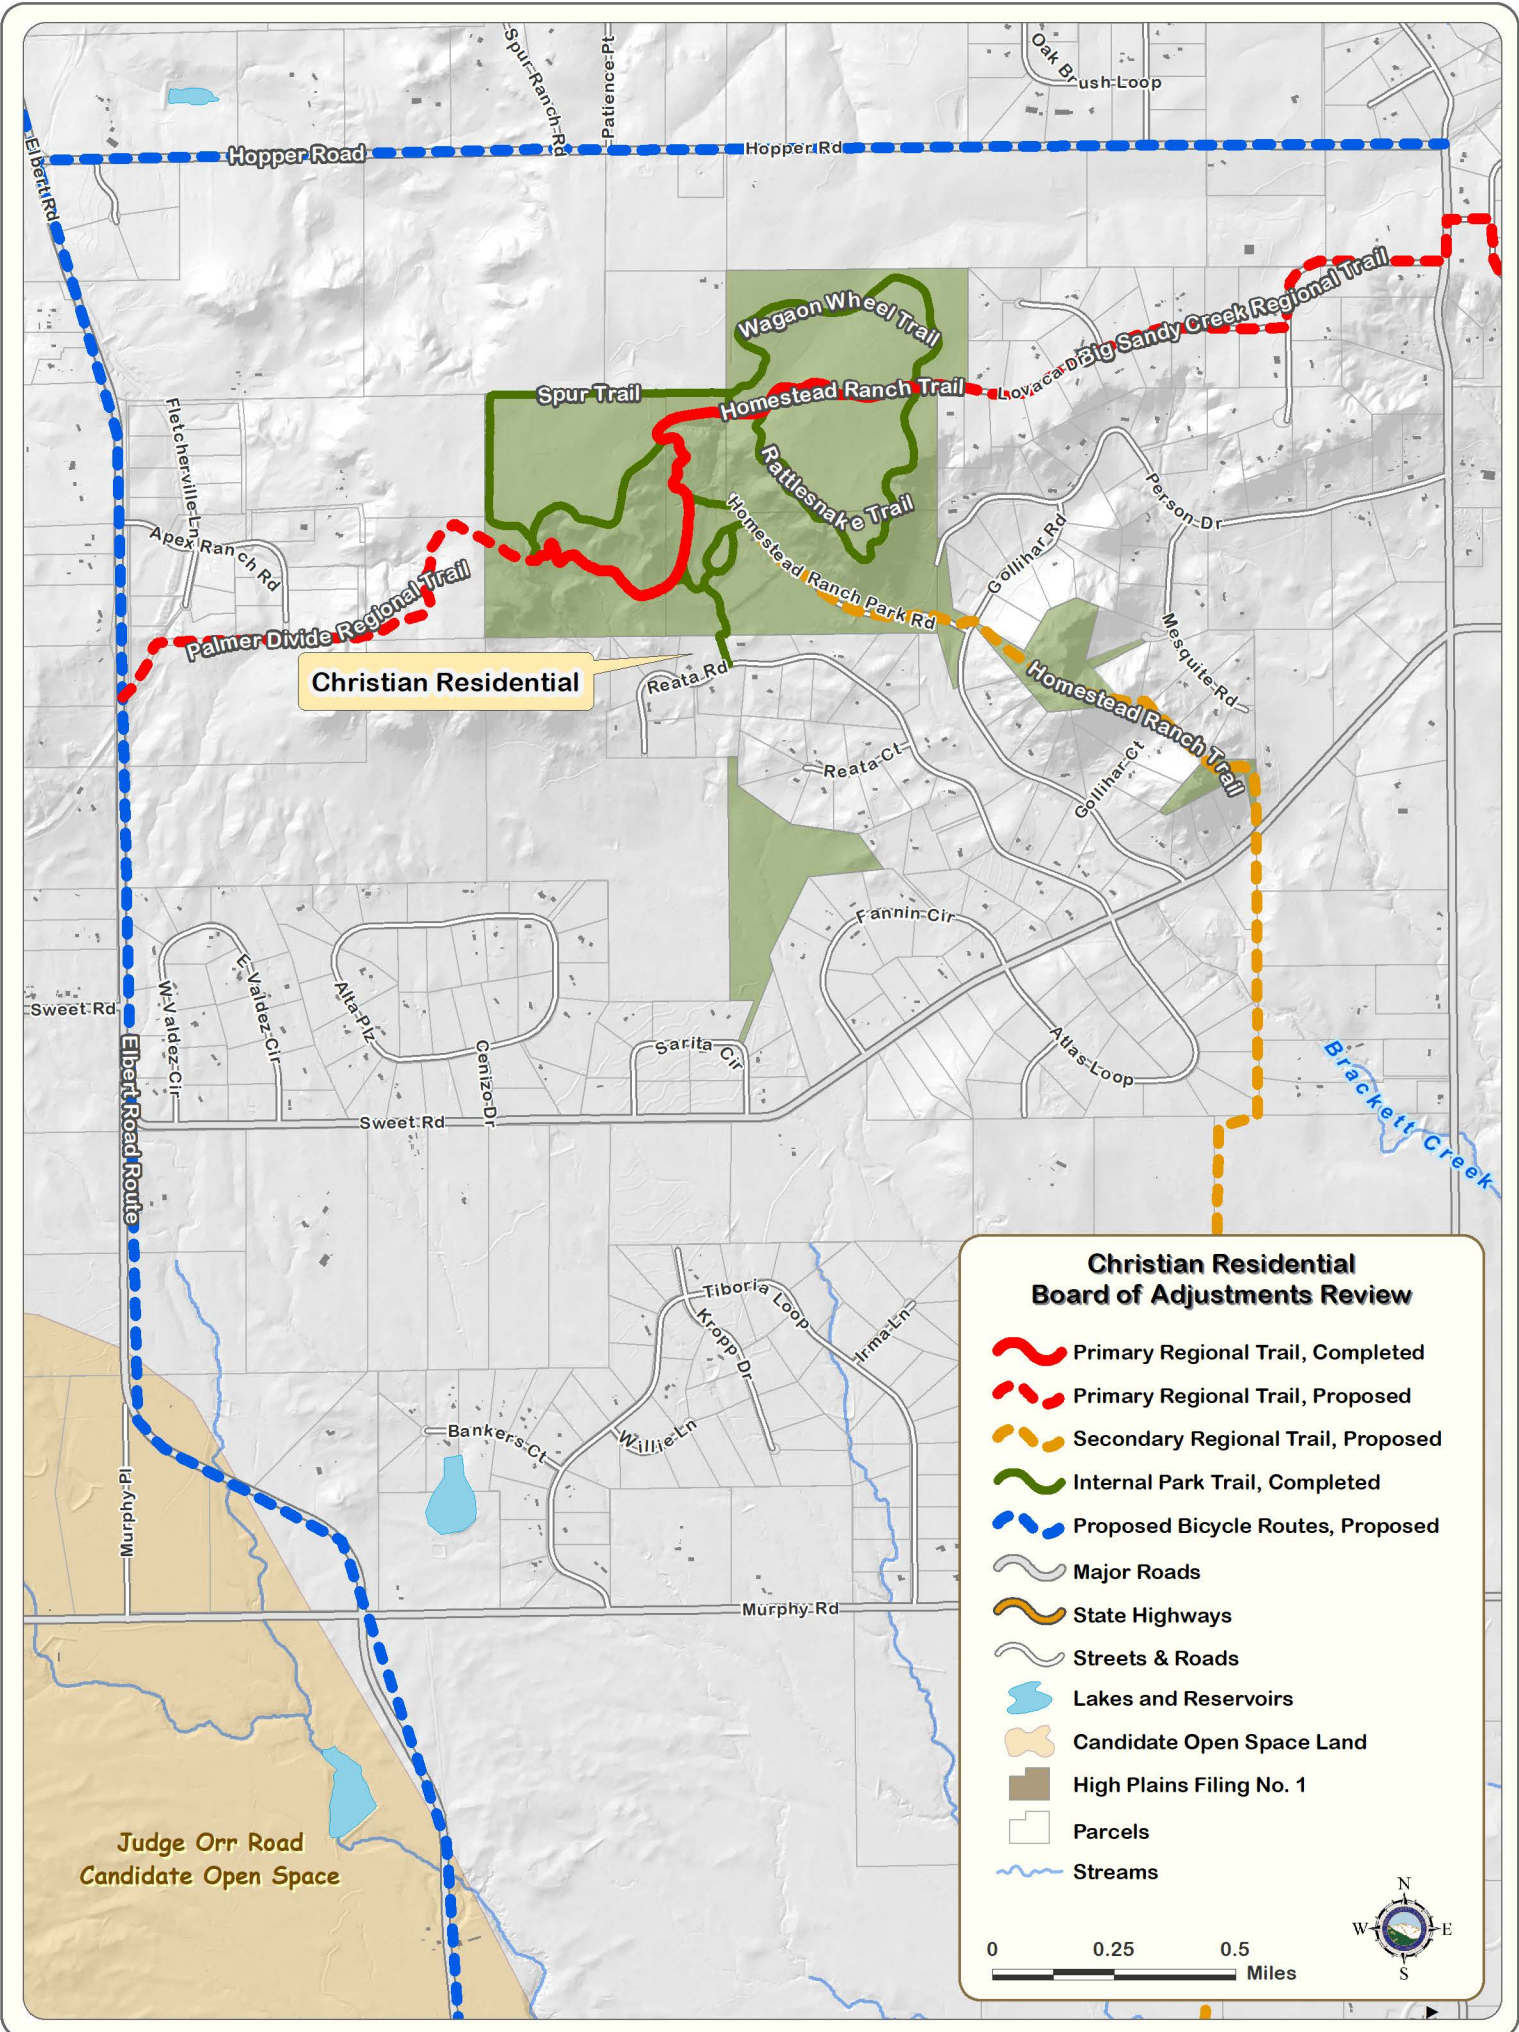 Spur Ranch Rd
Patience Pt
Oak Brush Loop
Elbert Rd
Hopper Road
Hopper Rd
Wagaon Wheel Trail
Big Sandy Creek Regional Trail
Lovaca Dr
Spur Trail
Homestead Ranch Trail
Fletcherville Ln
Rattlesnake Trail
Person Dr
Apex Ranch Rd
Homestead Ranch Park Rd
Gollihar Rd
Palmer Divide Regional Trail
Mesquite Rd
Christian Residential
Reata Rd
Homestead Ranch Trail
Reata Ct
Gollihar Ct
Fannin Cir
Sweet Rd
W Valdez Cir
E Valdez Cir
Alta Plz
Cenizo Dr
Sarita Cir
Atlas Loop
Brackett Creek
Elbert Road Route
Sweet Rd
Tiboria Loop
Kropp Dr
Irma Ln
Bankers Ct
Willie Ln
Murphy Pl
Murphy Rd
Judge Orr Road
Candidate Open Space
Christian Residential
Board of Adjustments Review
Primary Regional Trail, Completed
Primary Regional Trail, Proposed
Secondary Regional Trail, Proposed
Internal Park Trail, Completed
Proposed Bicycle Routes, Proposed
Major Roads
State Highways
Streets & Roads
Lakes and Reservoirs
Candidate Open Space Land
High Plains Filing No. 1
Parcels
Streams
N
W E
S
0 0.25 0.5
Miles